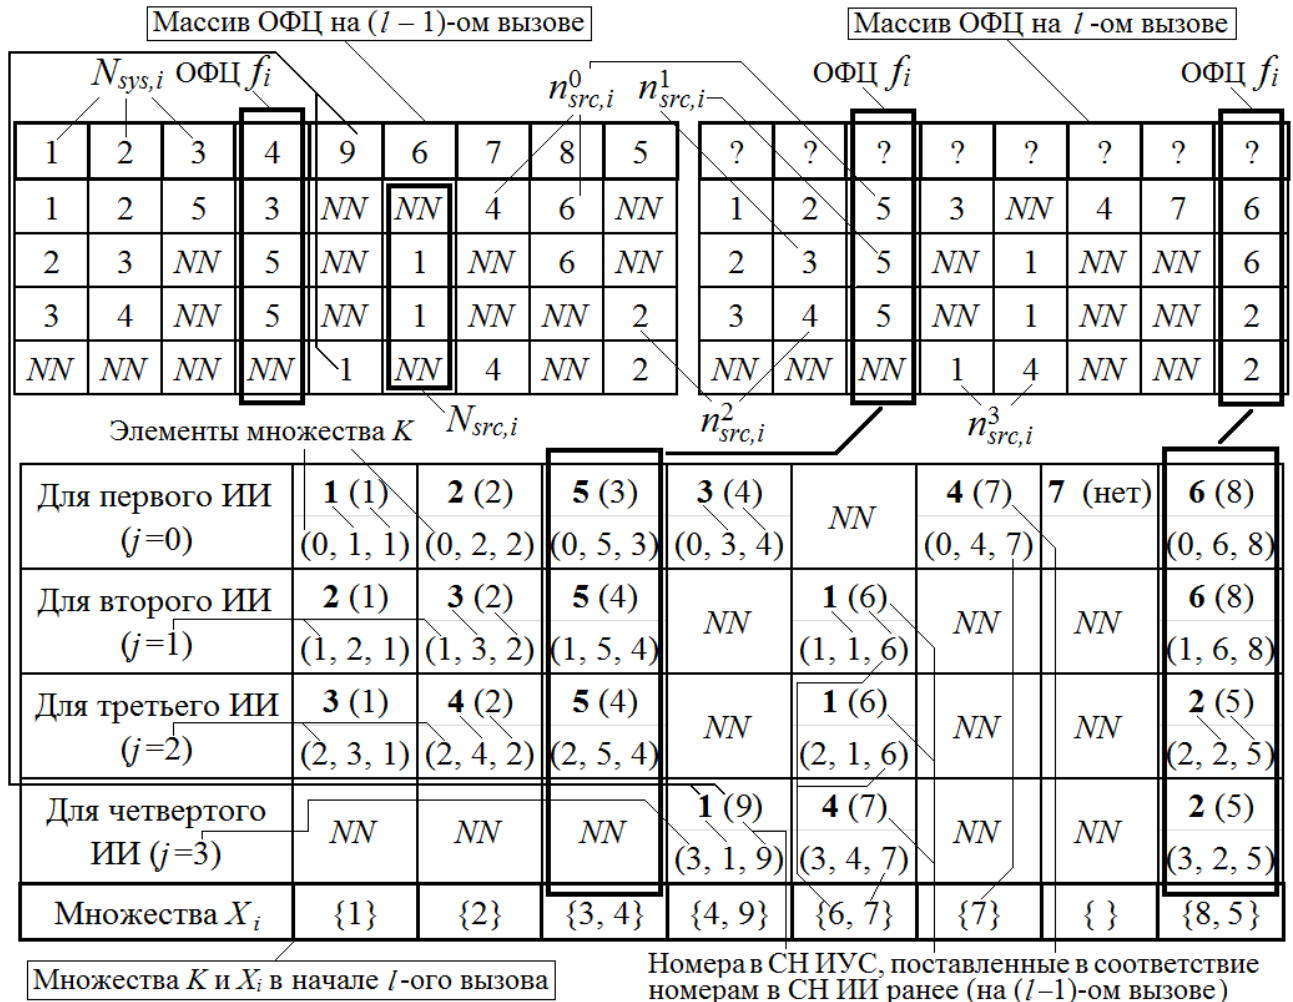 Массив ОФЦ на (l – 1)-ом вызове Массив ОФЦ на l -ом вызове
N_sys,i ОФЦ f_i n^0_src,i n^1_src,i ОФЦ f_i ОФЦ f_i
1 2 3 4 9 6 7 8 5 ? ? ? ? ? ? ? ?
1 2 5 3 NN NN 4 6 NN 1 2 5 3 NN 4 7 6
2 3 NN 5 NN 1 NN 6 NN 2 3 5 NN 1 NN NN 6
3 4 NN 5 NN 1 NN NN 2 3 4 5 NN 1 NN NN 2
NN NN NN NN 1 NN 4 NN 2 NN NN NN 1 4 NN NN 2
Элементы множества K N_src,i n^2_src,i n^3_src,i
Для первого ИИ 1 (1) 2 (2) 5 (3) 3 (4) NN 4 (7) 7 (нет) 6 (8)
(j=0) (0, 1, 1) (0, 2, 2) (0, 5, 3) (0, 3, 4) (0, 4, 7) (0, 6, 8)
Для второго ИИ 2 (1) 3 (2) 5 (4) NN 1 (6) NN NN 6 (8)
(j=1) (1, 2, 1) (1, 3, 2) (1, 5, 4) (1, 1, 6) (1, 6, 8)
Для третьего ИИ 3 (1) 4 (2) 5 (4) NN 1 (6) NN NN 2 (5)
(j=2) (2, 3, 1) (2, 4, 2) (2, 5, 4) (2, 1, 6) (2, 2, 5)
Для четвертого NN NN NN 1 (9) 4 (7) NN NN 2 (5)
ИИ (j=3) (3, 1, 9) (3, 4, 7) (3, 2, 5)
Множества X_i {1} {2} {3, 4} {4, 9} {6, 7} {7} { } {8, 5}
Множества K и X_i в начале l-ого вызова
Номера в СН ИУС, поставленные в соответствие
номерам в СН ИИ ранее (на (l–1)-ом вызове)